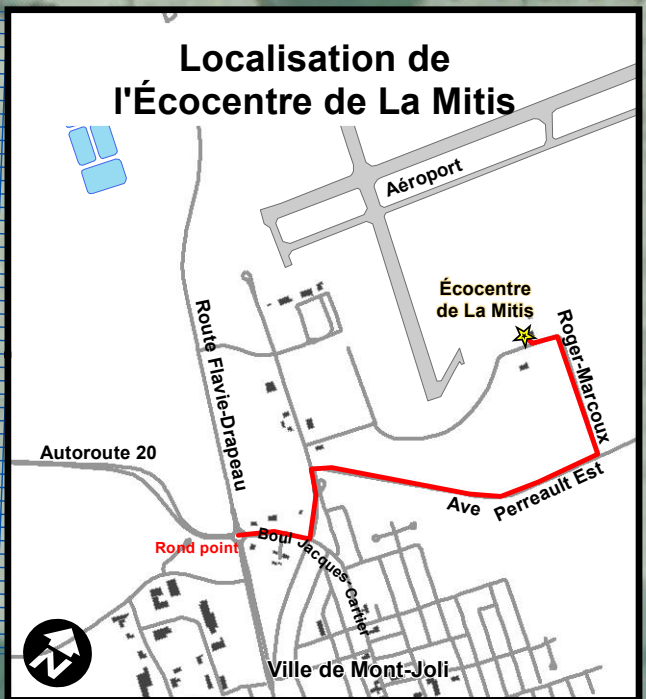 Localisation de
l'Écocentre de La Mitis
Aéroport
Écocentre
de La Mitis
Roger-Marcoux
Route Flavie-Drapeau
Autoroute 20
Ave Perreault Est
Rond point
Boul Jacques-Cartier
Ville de Mont-Joli
N